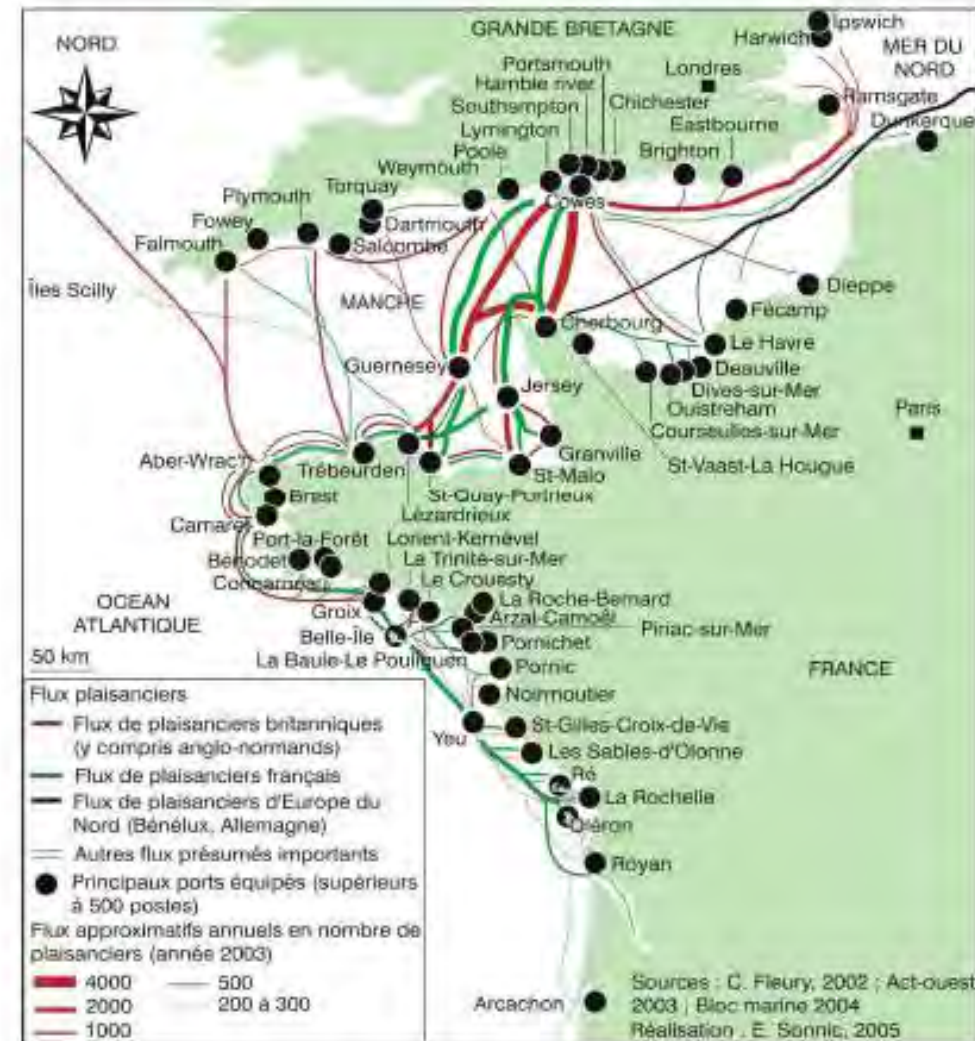 Ipswich
GRANDE BRETAGNE
Harwich
NORD
MER DU
NORD
Portsmouth
Londres
Hamble river
Ramsgate
Southampton
Chichester
Dunkerque
Lymington
Eastbourne
Poole
Brighton
Weymouth
Torquay
Plymouth
Cowes
Fowey
Dartmouth
Falmouth
Salcombe
Îles Scilly
MANCHE
Dieppe
Fécamp
Cherbourg
Le Havre
Guernesey
Deauville
Jersey
Dives-sur-Mer
Ouistreham
Paris
Courseulles-sur-Mer
Granville
Aber-Wrac'h
Trébeurden
St-Malo
St-Vaast-La Hougue
Brest
St-Quay-Portrieux
Lézardrieux
Camaret
Port-la-Forêt
Lorient-Kernével
Bénodet
La Trinité-sur-Mer
Concarneau
Le Crouesty
OCEAN
ATLANTIQUE
La Roche-Bernard
Groix
Arzal-Camoël
Piriac-sur-Mer
Belle-Île
Pornichet
50 km
La Baule-Le Pouliguen
Pornic
FRANCE
Noirmoutier
Yeu
St-Gilles-Croix-de-Vie
Les Sables-d'Olonne
Ré
La Rochelle
Oléron
Royan
Arcachon
Flux plaisanciers
Flux de plaisanciers britanniques
(y compris anglo-normands)
Flux de plaisanciers français
Flux de plaisanciers d'Europe du
Nord (Bénélux, Allemagne)
Autres flux présumés importants
Principaux ports équipés (supérieurs
à 500 postes)
Flux approximatifs annuels en nombre de
plaisanciers (année 2003)
4000
500
2000
200 à 300
1000
Sources : C. Fleury, 2002 ; Act-ouest
2003 ; Bloc marine 2004
Réalisation : E. Sonnic, 2005